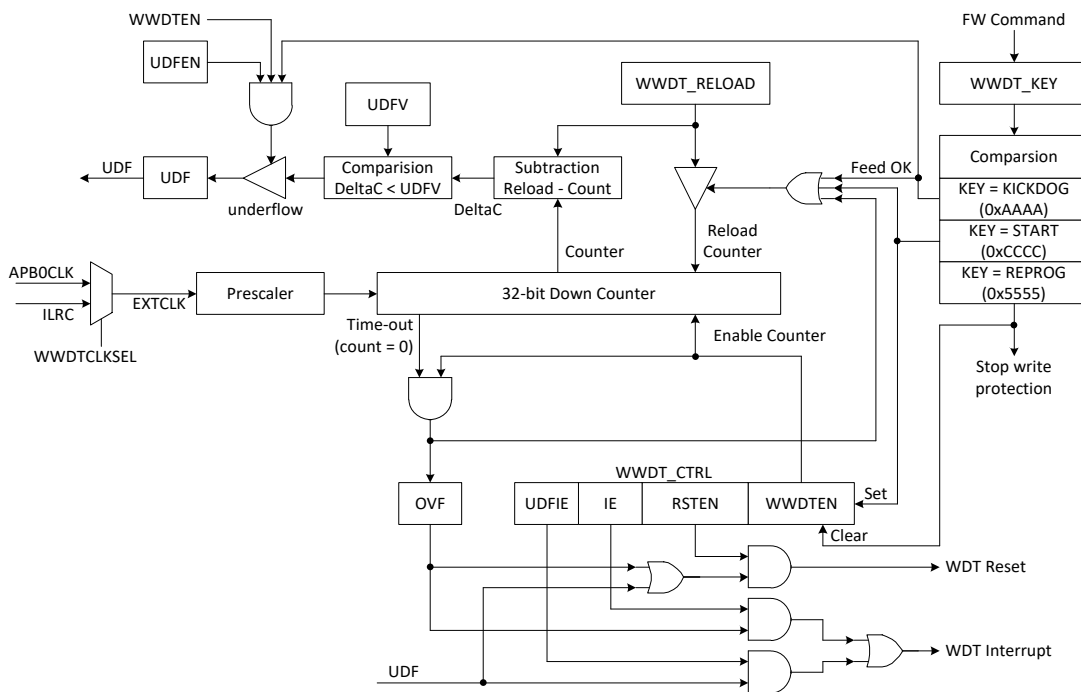 WWDTEN
FW Command
UDFEN
WWDT_RELOAD
WWDT_KEY
UDFV
Comparsion
UDF
UDF
underflow
Comparision
DeltaC < UDFV
DeltaC
Subtraction
Reload - Count
Feed OK
KEY = KICKDOG
(0xAAAA)
KEY = START
(0xCCCC)
KEY = REPROG
(0x5555)
Counter
Reload
Counter
APB0CLK
ILRC
EXTCLK
WWDTCLKSEL
Prescaler
32-bit Down Counter
Time-out
(count = 0)
Enable Counter
Stop write
protection
WWDT_CTRL
OVF
UDFIE
IE
RSTEN
WWDTEN
Set
Clear
WDT Reset
WDT Interrupt
UDF